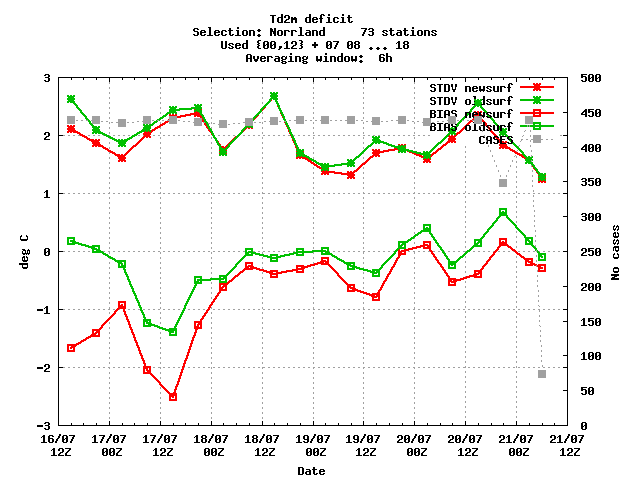 Td2m deficit
Selection: Norrland     73 stations
Used {00,12} + 07 08 ... 18
Averaging window:  6h
STDV newsurf
STDV oldsurf
BIAS newsurf
BIAS oldsurf
CASES
3
2
1
0
-1
-2
-3
deg C
500
450
400
350
300
250
200
150
100
50
0
No cases
16/07 17/07 17/07 18/07 18/07 19/07 19/07 20/07 20/07 21/07 21/07
12Z 00Z 12Z 00Z 12Z 00Z 12Z 00Z 12Z 00Z 12Z
Date